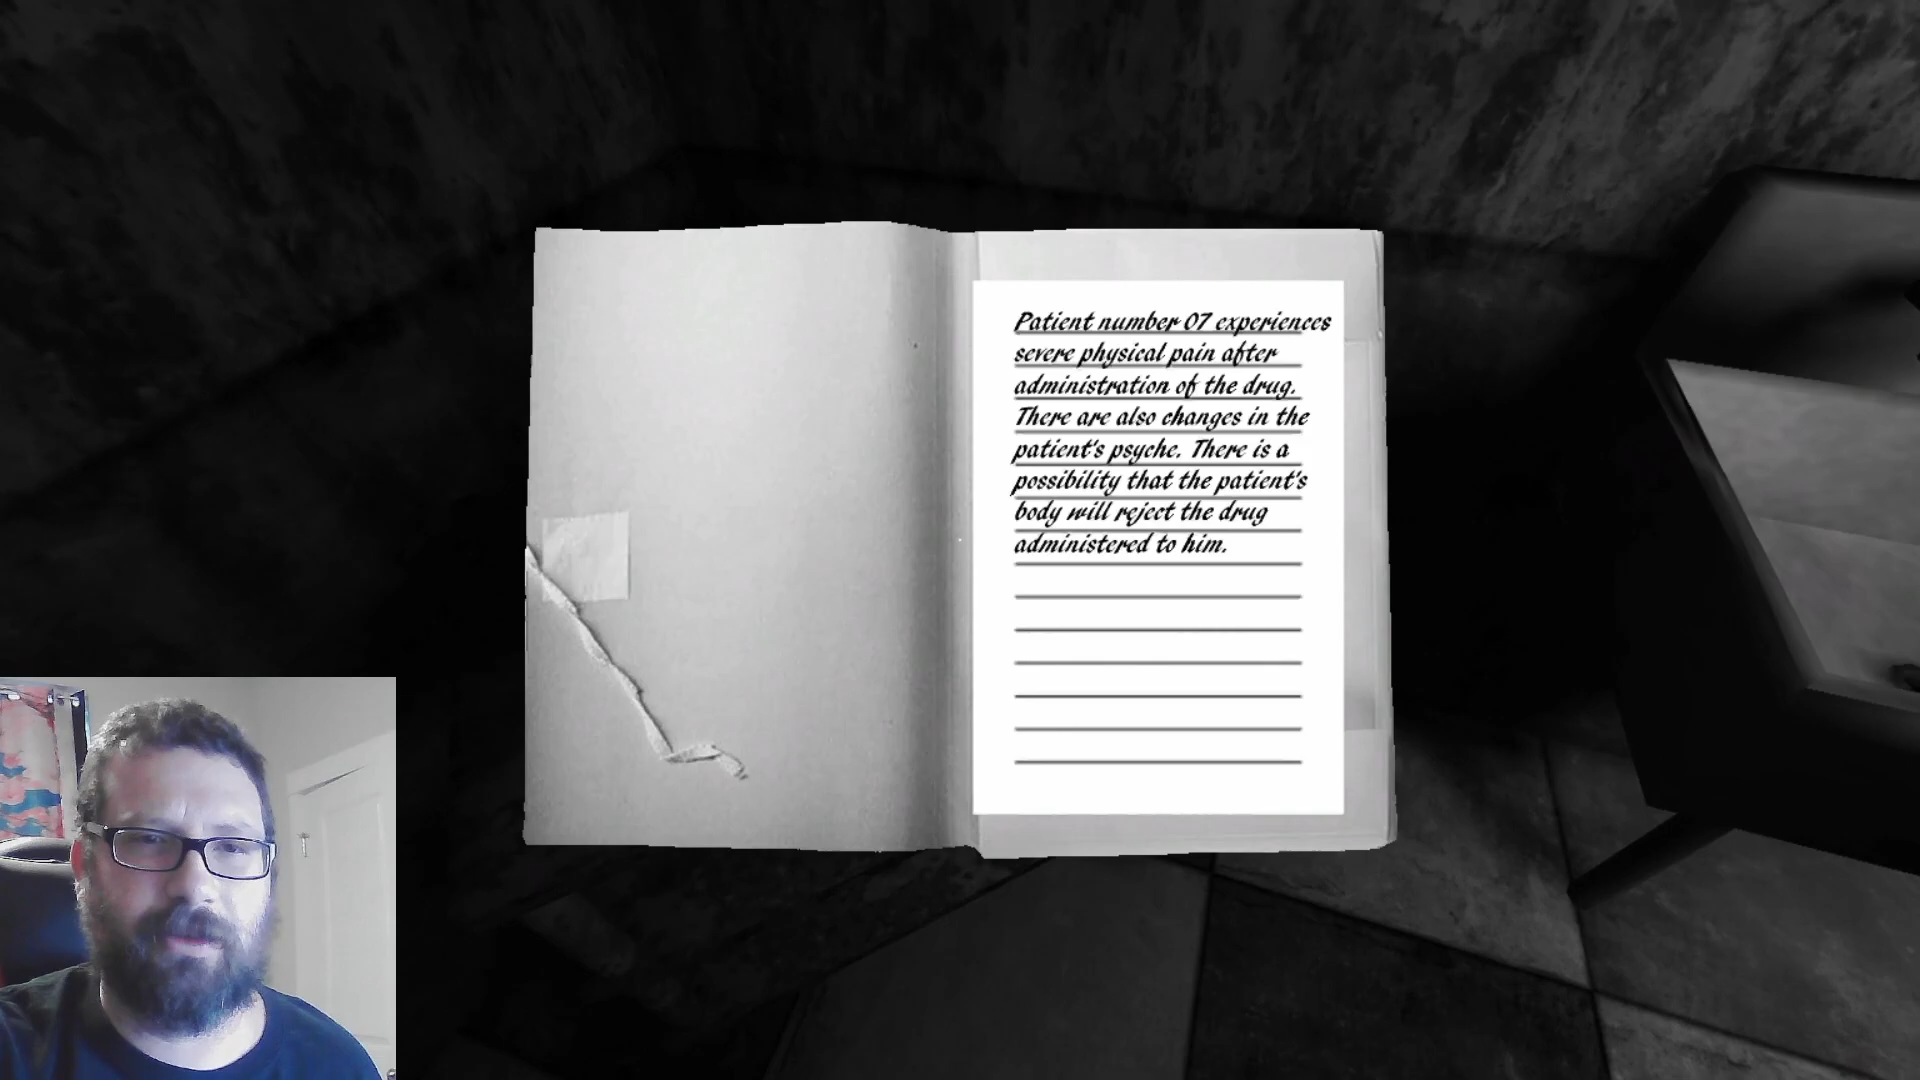 Patient number 07 experiences
severe physical pain after
administration of the drug.
There are also changes in the
patient's psyche. There is a
possibility that the patient's
body will reject the drug
administered to him.